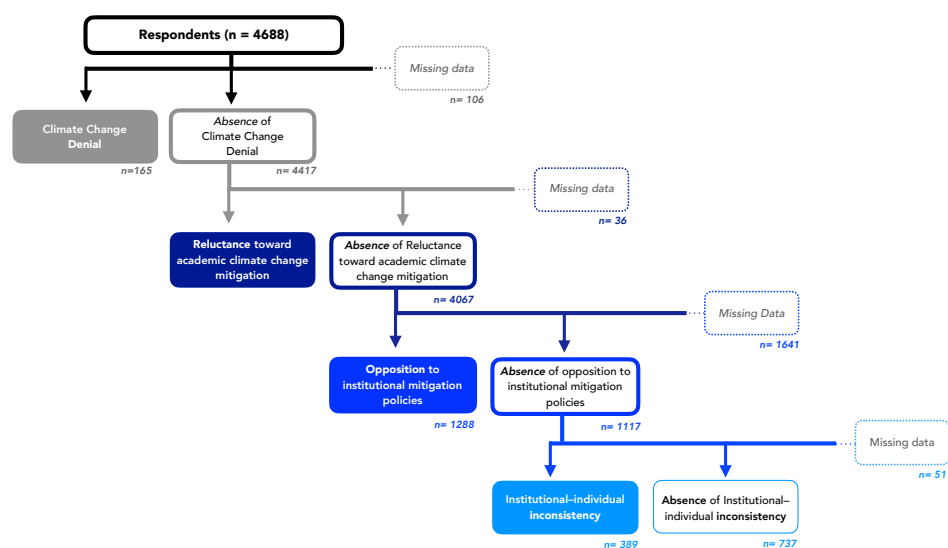 Respondents (n = 4688)
Missing data
n= 106
Climate Change
Denial
n=165
Absence of
Climate Change
Denial
n= 4417
Missing data
n= 36
Reluctance toward
academic climate change
mitigation
Absence of Reluctance
toward academic climate
change mitigation
n= 4067
Missing Data
n= 1641
Opposition to
institutional mitigation
policies
n= 1288
Absence of opposition to
institutional mitigation
policies
n= 1117
Missing data
n= 51
Institutional–individual
inconsistency
n= 389
Absence of Institutional–
individual inconsistency
n= 737